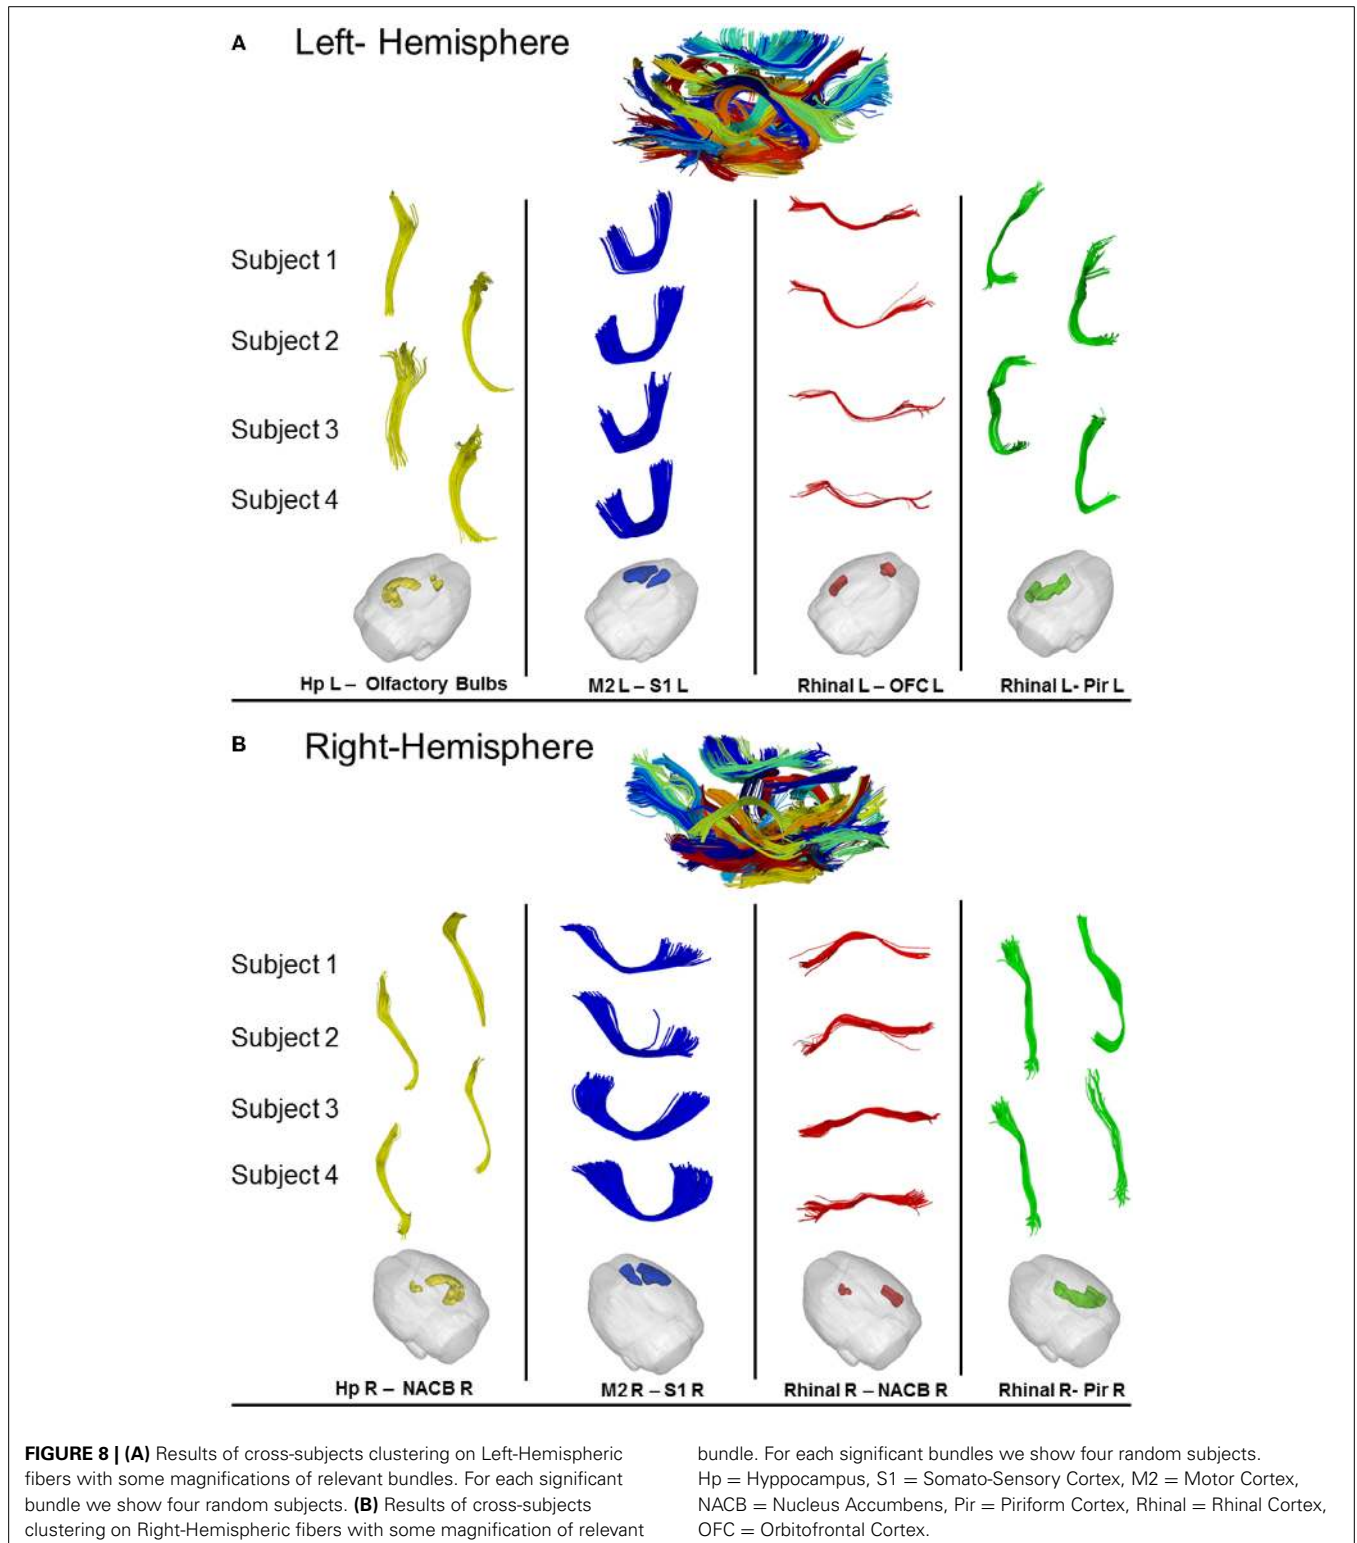 A Left- Hemisphere
Subject 1
Subject 2
Subject 3
Subject 4
Hp L – Olfactory Bulbs
M2 L – S1 L
Rhinal L – OFC L
Rhinal L- Pir L
B Right-Hemisphere
Subject 1
Subject 2
Subject 3
Subject 4
Hp R – NACB R
M2 R – S1 R
Rhinal R – NACB R
Rhinal R- Pir R
FIGURE 8 | (A) Results of cross-subjects clustering on Left-Hemispheric
fibers with some magnifications of relevant bundles. For each significant
bundle we show four random subjects. (B) Results of cross-subjects
clustering on Right-Hemispheric fibers with some magnification of relevant
bundle. For each significant bundles we show four random subjects.
Hp = Hyppocampus, S1 = Somato-Sensory Cortex, M2 = Motor Cortex,
NACB = Nucleus Accumbens, Pir = Piriform Cortex, Rhinal = Rhinal Cortex,
OFC = Orbitofrontal Cortex.